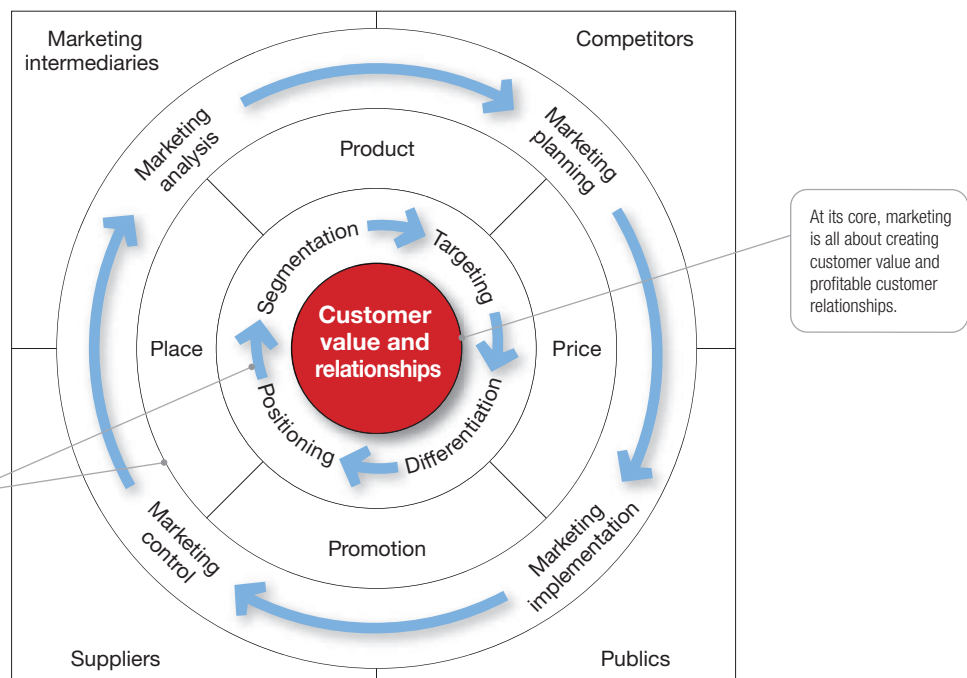 Marketing
intermediaries
Competitors
Marketing
analysis
Marketing
planning
Product
Segmentation
Targeting
Customer
value and
relationships
Place
Price
Positioning
Differentiation
Promotion
Marketing
control
Marketing
implementation
Suppliers
Publics
At its core, marketing
is all about creating
customer value and
profitable customer
relationships.